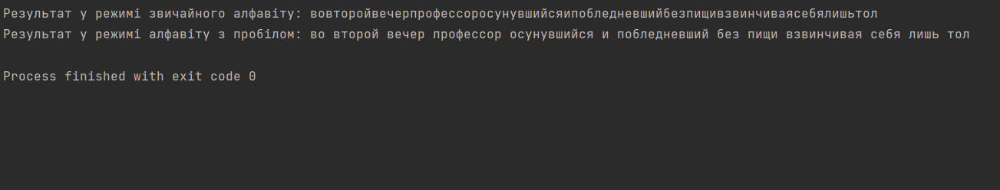 Результат у режимі звичайного алфавіту: вовторойвечерпрофессоросунувшийсяипобледневшийбезпищивзвинчиваясебялишьтол
Результат у режимі алфавіту з пробілом: во второй вечер профессор осунувшийся и побледневший без пищи взвинчивая себя лишь тол
Process finished with exit code 0